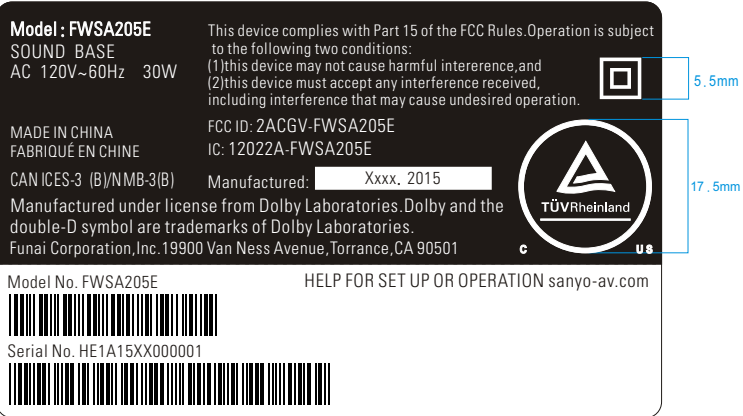 Model : FWSA205E
SOUND BASE
AC 120V~60Hz 30W
This device complies with Part 15 of the FCC Rules.Operation is subject
to the following two conditions:
(1)this device may not cause harmful intererence,and
(2)this device must accept any interference received,
including interference that may cause undesired operation.
5.5mm
MADE IN CHINA
FABRIQUÉ EN CHINE
FCC ID: 2ACGV-FWSA205E
IC: 12022A-FWSA205E
CAN ICES-3 (B)/NMB-3(B)
Manufactured: Xxxx. 2015
TÜVRheinland
C US
17.5mm
Manufactured under license from Dolby Laboratories.Dolby and the
double-D symbol are trademarks of Dolby Laboratories.
Funai Corporation,Inc.19900 Van Ness Avenue,Torrance,CA 90501
Model No. FWSA205E
HELP FOR SET UP OR OPERATION sanyo-av.com
Serial No. HE1A15XX000001